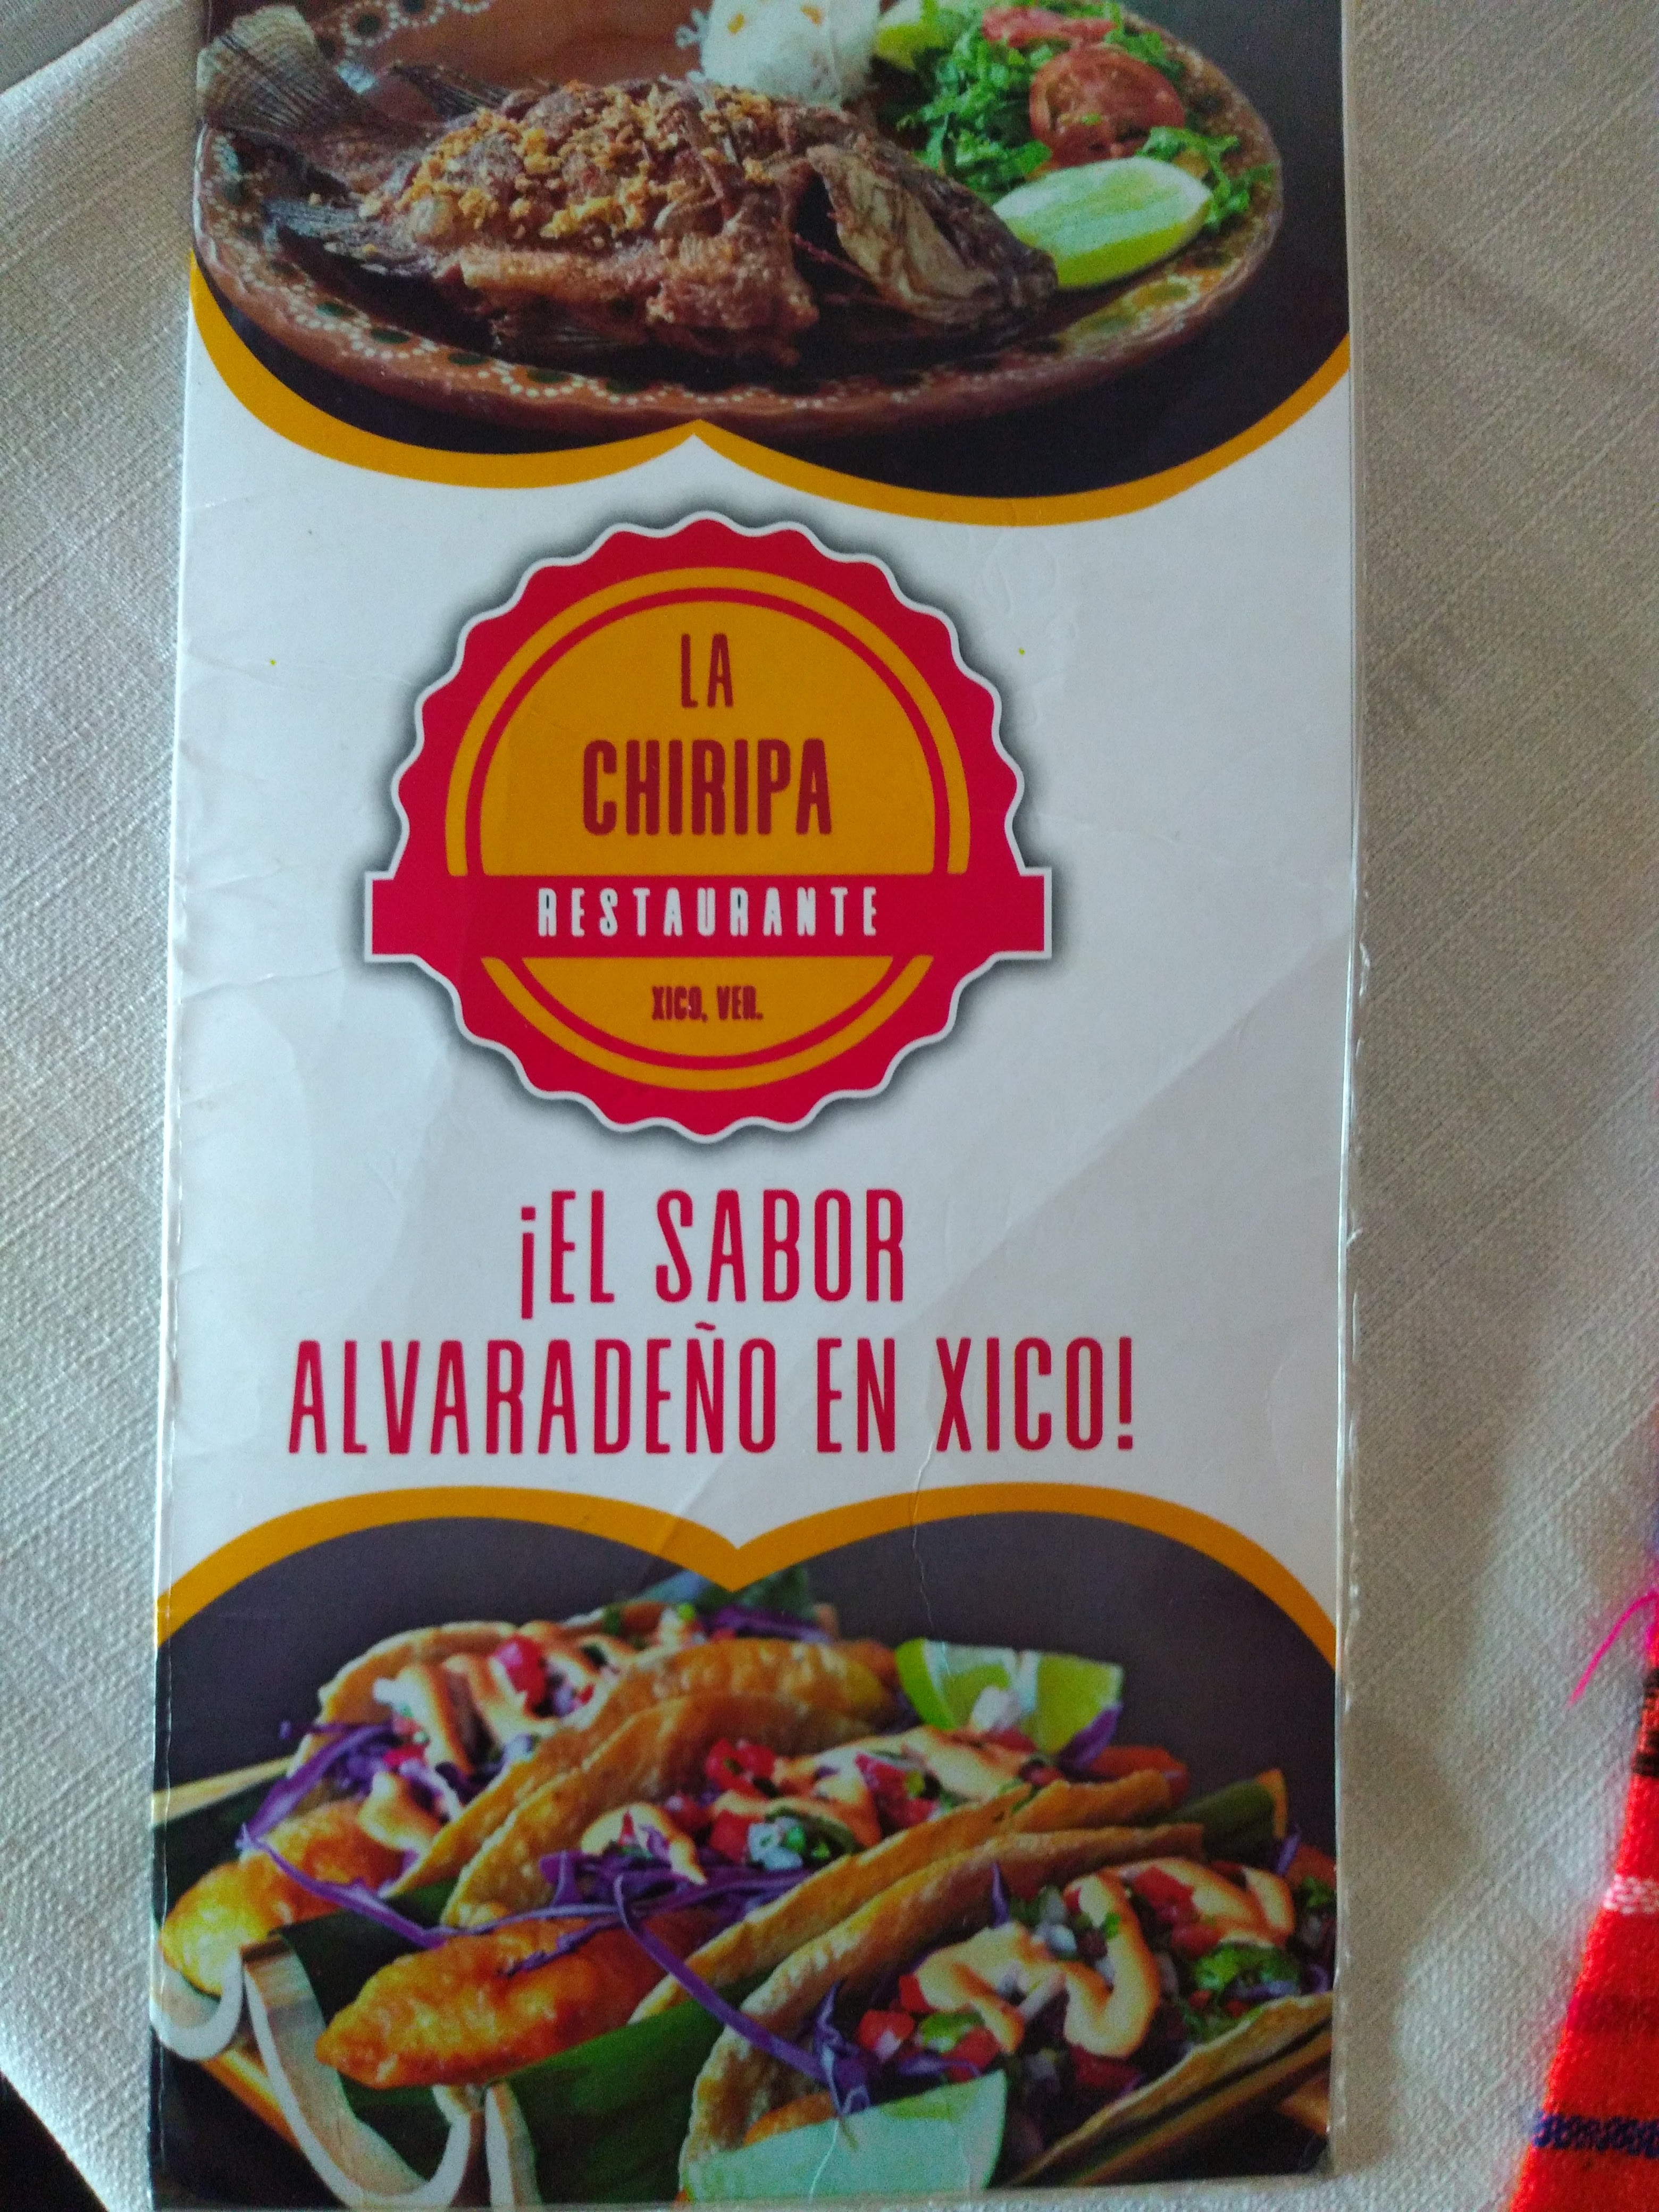 LA
CHIRIPA
RESTAURANTE
XICO, VER.
¡EL SABOR
ALVARADEÑO EN XICO!